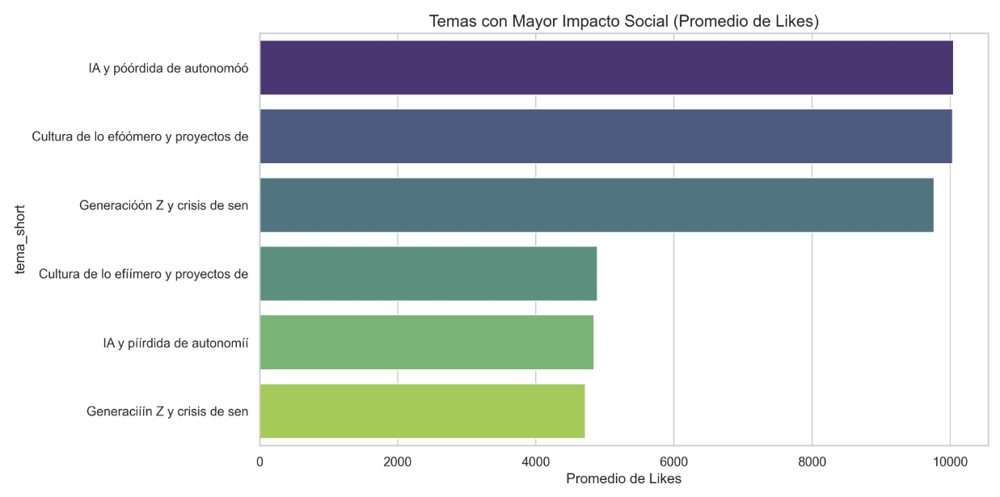 Temas con Mayor Impacto Social (Promedio de Likes)
IA y póórdida de autonomóó
Cultura de lo efóómero y proyectos de
Generacióón Z y crisis de sen
Cultura de lo efíímero y proyectos de
IA y píírdida de autonomíí
Generaciíín Z y crisis de sen
tema_short
0 2000 4000 6000 8000 10000
Promedio de Likes